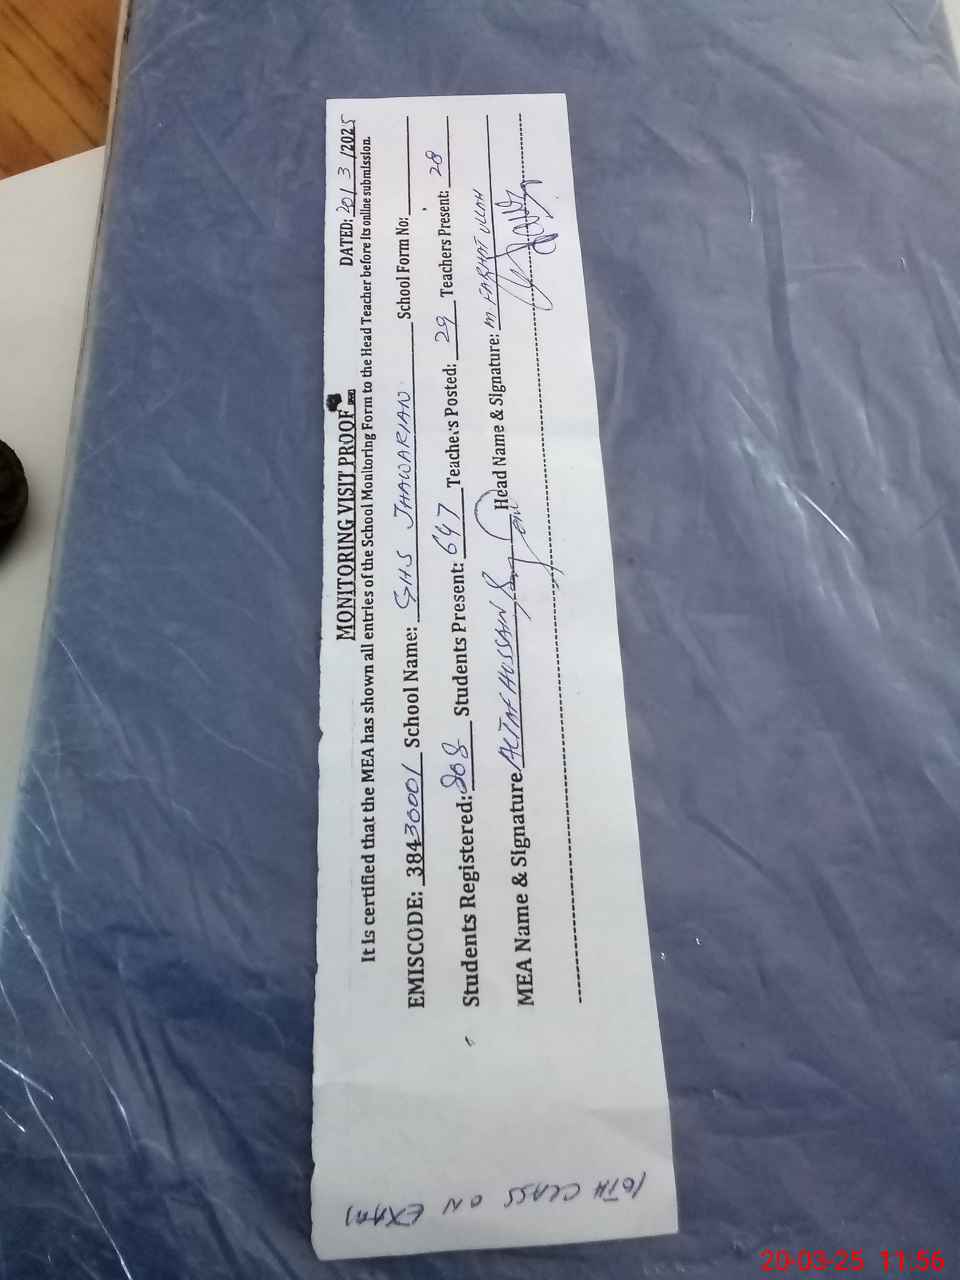 MONITORING VISIT PROOF
DATED: 20/3/2025
It is certified that the MEA has shown all entries of the School Monitoring Form to the Head Teacher before its online submission.
EMISCODE: 38430001 School Name: GHS JHAWARIAN School Form No:
Students Registered: 808 Students Present: 647 Teachers Posted: 29 Teachers Present: 28
MEA Name & Signature ALTAF HUSSAIN Head Name & Signature: M FARHAT ULLAH
10TH CLASS ON EXAM
20-03-25 11:56